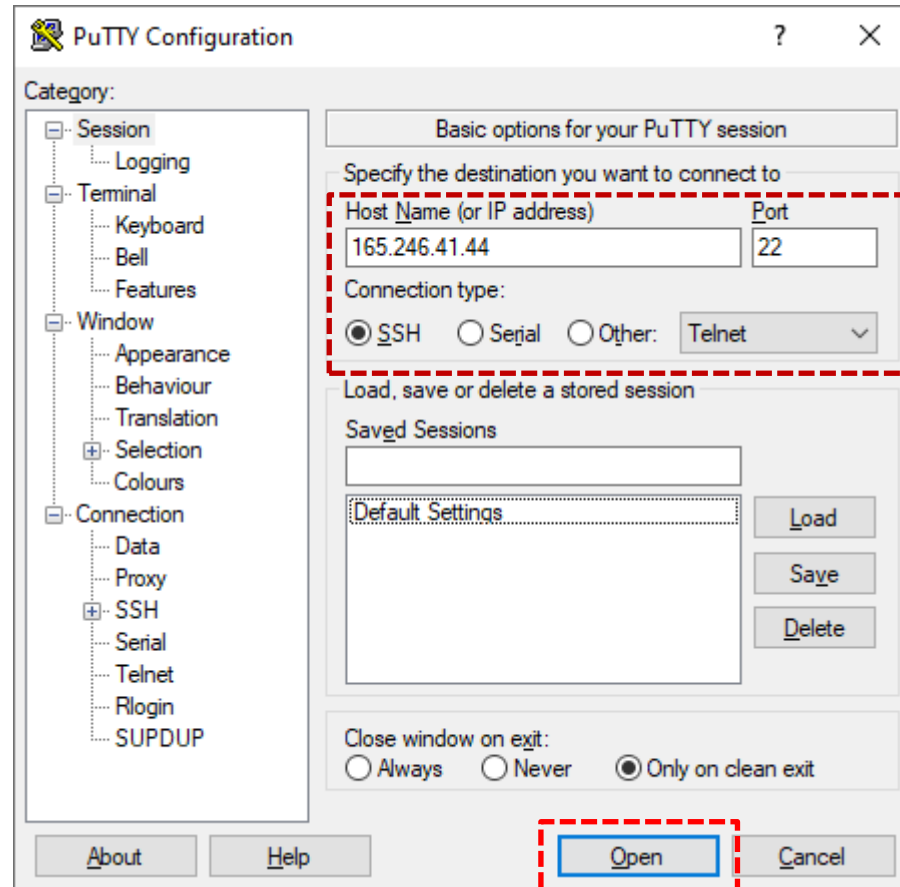 PuTTY Configuration
?
Category:
Session
Logging
Terminal
Keyboard
Bell
Features
Window
Appearance
Behaviour
Translation
Selection
Colours
Connection
Data
Proxy
SSH
Serial
Telnet
Rlogin
SUPDUP
Basic options for your PuTTY session
Specify the destination you want to connect to
Host Name (or IP address) Port
165.246.41.44 22
Connection type:
SSH Serial Other: Telnet
Load, save or delete a stored session
Saved Sessions
Default Settings
Load
Save
Delete
Close window on exit:
Always Never Only on clean exit
About Help Open Cancel